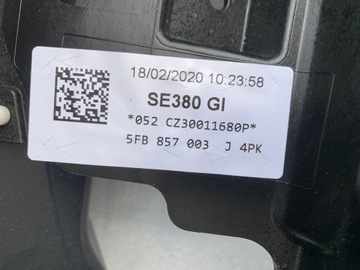 18/02/2020 10:23:58
SE380 GI
*052 CZ30011680P*
5FB 857 003 J 4PK